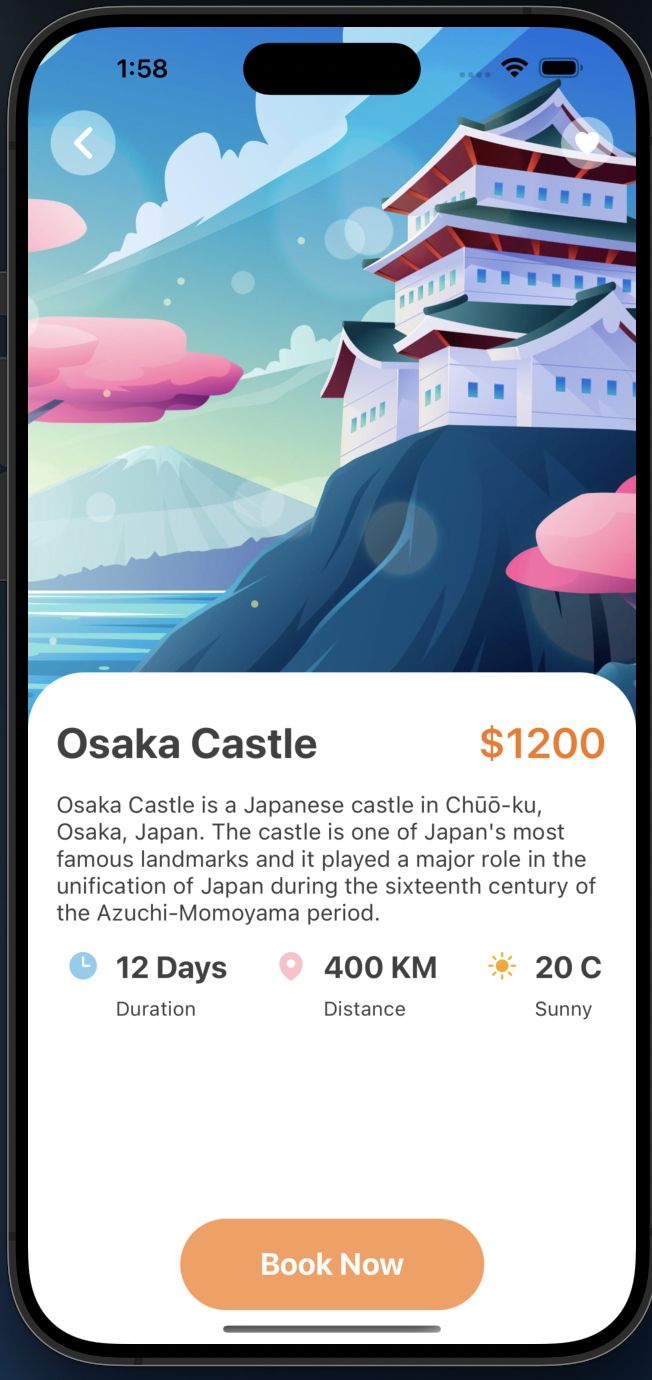 1:58
Osaka Castle
$1200
Osaka Castle is a Japanese castle in Chūō-ku,
Osaka, Japan. The castle is one of Japan's most
famous landmarks and it played a major role in the
unification of Japan during the sixteenth century of
the Azuchi-Momoyama period.
12 Days
Duration
400 KM
Distance
20 C
Sunny
Book Now